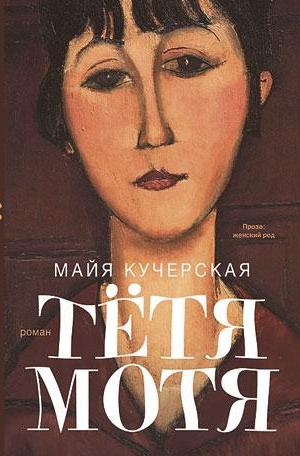 Проза:
женский род
МАЙЯ КУЧЕРСКАЯ
роман
ТЁТЯ
МОТЯ